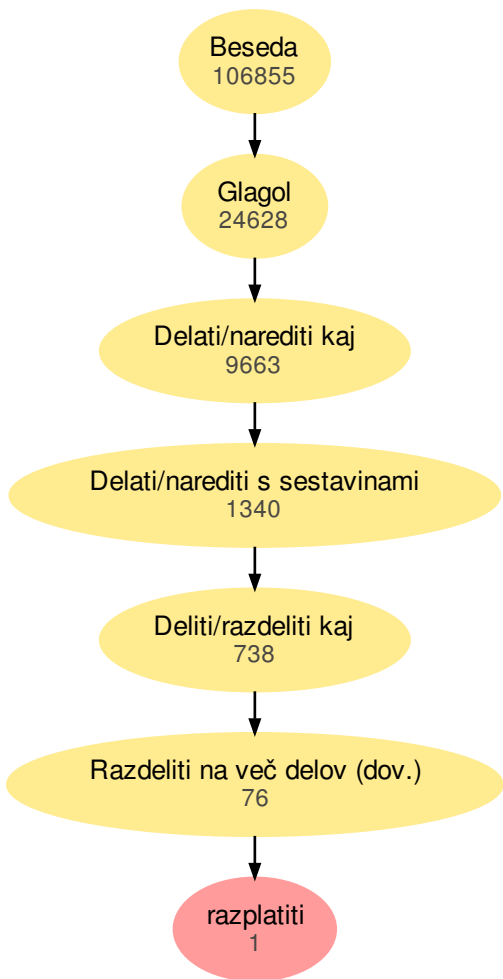 Beseda
106855
Glagol
24628
Delati/narediti kaj
9663
Delati/narediti s sestavinami
1340
Deliti/razdeliti kaj
738
Razdeliti na več delov (dov.)
76
razplatiti
1